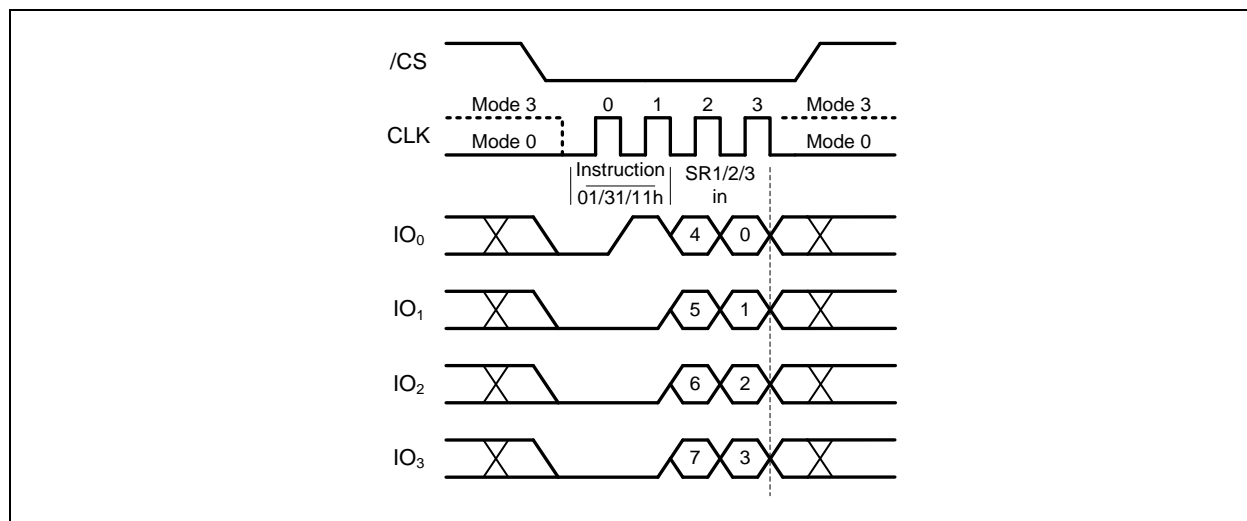 /CS
Mode 3 0 1 2 3 Mode 3
CLK
Mode 0 Mode 0
Instruction SR1/2/3
01/31/11h in
IO₀ 4 0
IO₁ 5 1
IO₂ 6 2
IO₃ 7 3